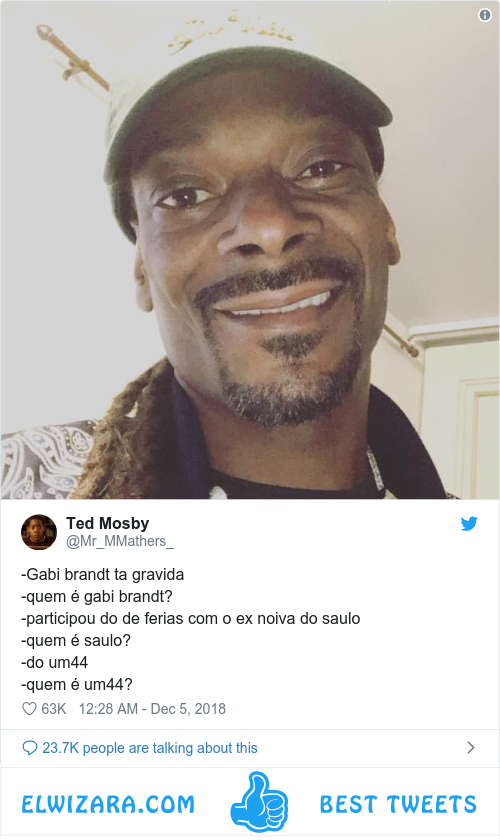 Ted Mosby
@Mr_MMathers_
-Gabi brandt ta gravida
-quem é gabi brandt?
-participou do de ferias com o ex noiva do saulo
-quem é saulo?
-do um44
-quem é um44?
63K 12:28 AM - Dec 5, 2018
23.7K people are talking about this
ELWIZARA.COM BEST TWEETS